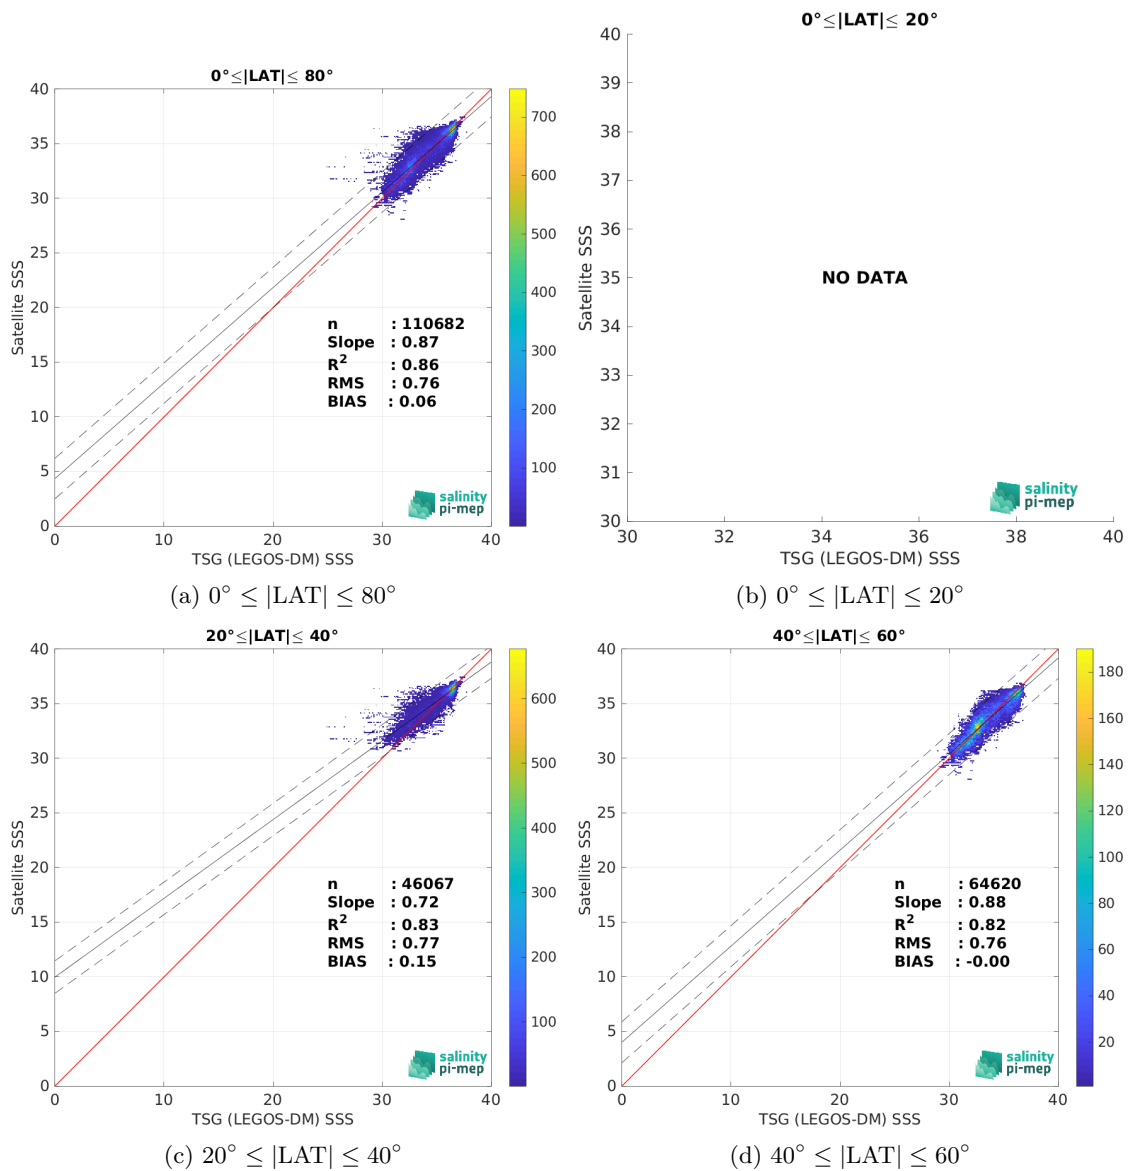 0°≤|LAT|≤ 80°
40
35
30
25
20
15
10
5
0
Satellite SSS
n : 110682
Slope : 0.87
R² : 0.86
RMS : 0.76
BIAS : 0.06
salinity
pi-mep
0 10 20 30 40
TSG (LEGOS-DM) SSS
700
600
500
400
300
200
100
(a) 0° ≤ |LAT| ≤ 80°
0°≤|LAT|≤ 20°
40
39
38
37
36
35
34
33
32
31
30
Satellite SSS
NO DATA
salinity
pi-mep
30 32 34 36 38 40
TSG (LEGOS-DM) SSS
(b) 0° ≤ |LAT| ≤ 20°
20°≤|LAT|≤ 40°
40
35
30
25
20
15
10
5
0
Satellite SSS
n : 46067
Slope : 0.72
R² : 0.83
RMS : 0.77
BIAS : 0.15
salinity
pi-mep
0 10 20 30 40
TSG (LEGOS-DM) SSS
600
500
400
300
200
100
(c) 20° ≤ |LAT| ≤ 40°
40°≤|LAT|≤ 60°
40
35
30
25
20
15
10
5
0
Satellite SSS
n : 64620
Slope : 0.88
R² : 0.82
RMS : 0.76
BIAS : -0.00
salinity
pi-mep
0 10 20 30 40
TSG (LEGOS-DM) SSS
180
160
140
120
100
80
60
40
20
(d) 40° ≤ |LAT| ≤ 60°